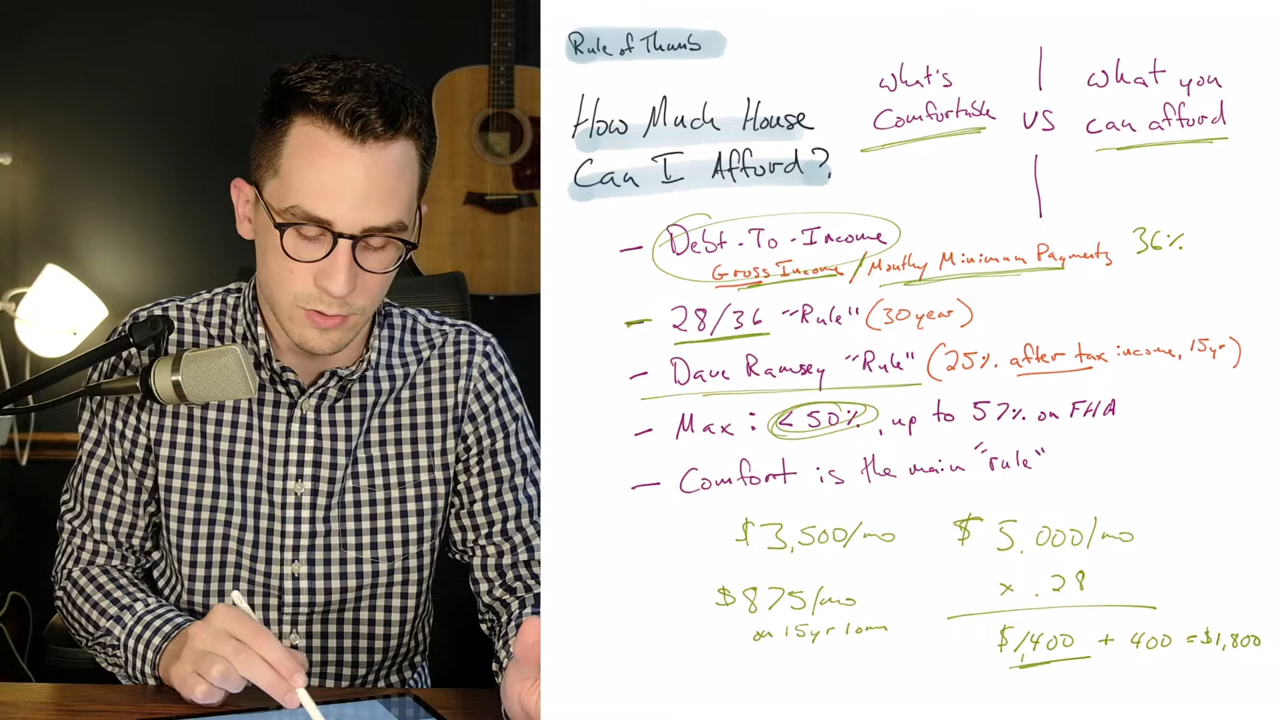 Rule of Thumb
How Much House
Can I Afford?
what's
Comfortable
vs
what you
can afford
- Debt-To-Income
Gross Income / Monthly Minimum Payments 36%
- 28/36 "Rule" (30 year)
- Dave Ramsey "Rule" (25% after tax income, 15yr)
- Max: < 50%, up to 57% on FHA
- Comfort is the main "rule"
$3,500/mo
$875/mo
on 15yr loan
$5,000/mo
x .28
$1,400 + 400 = $1,800